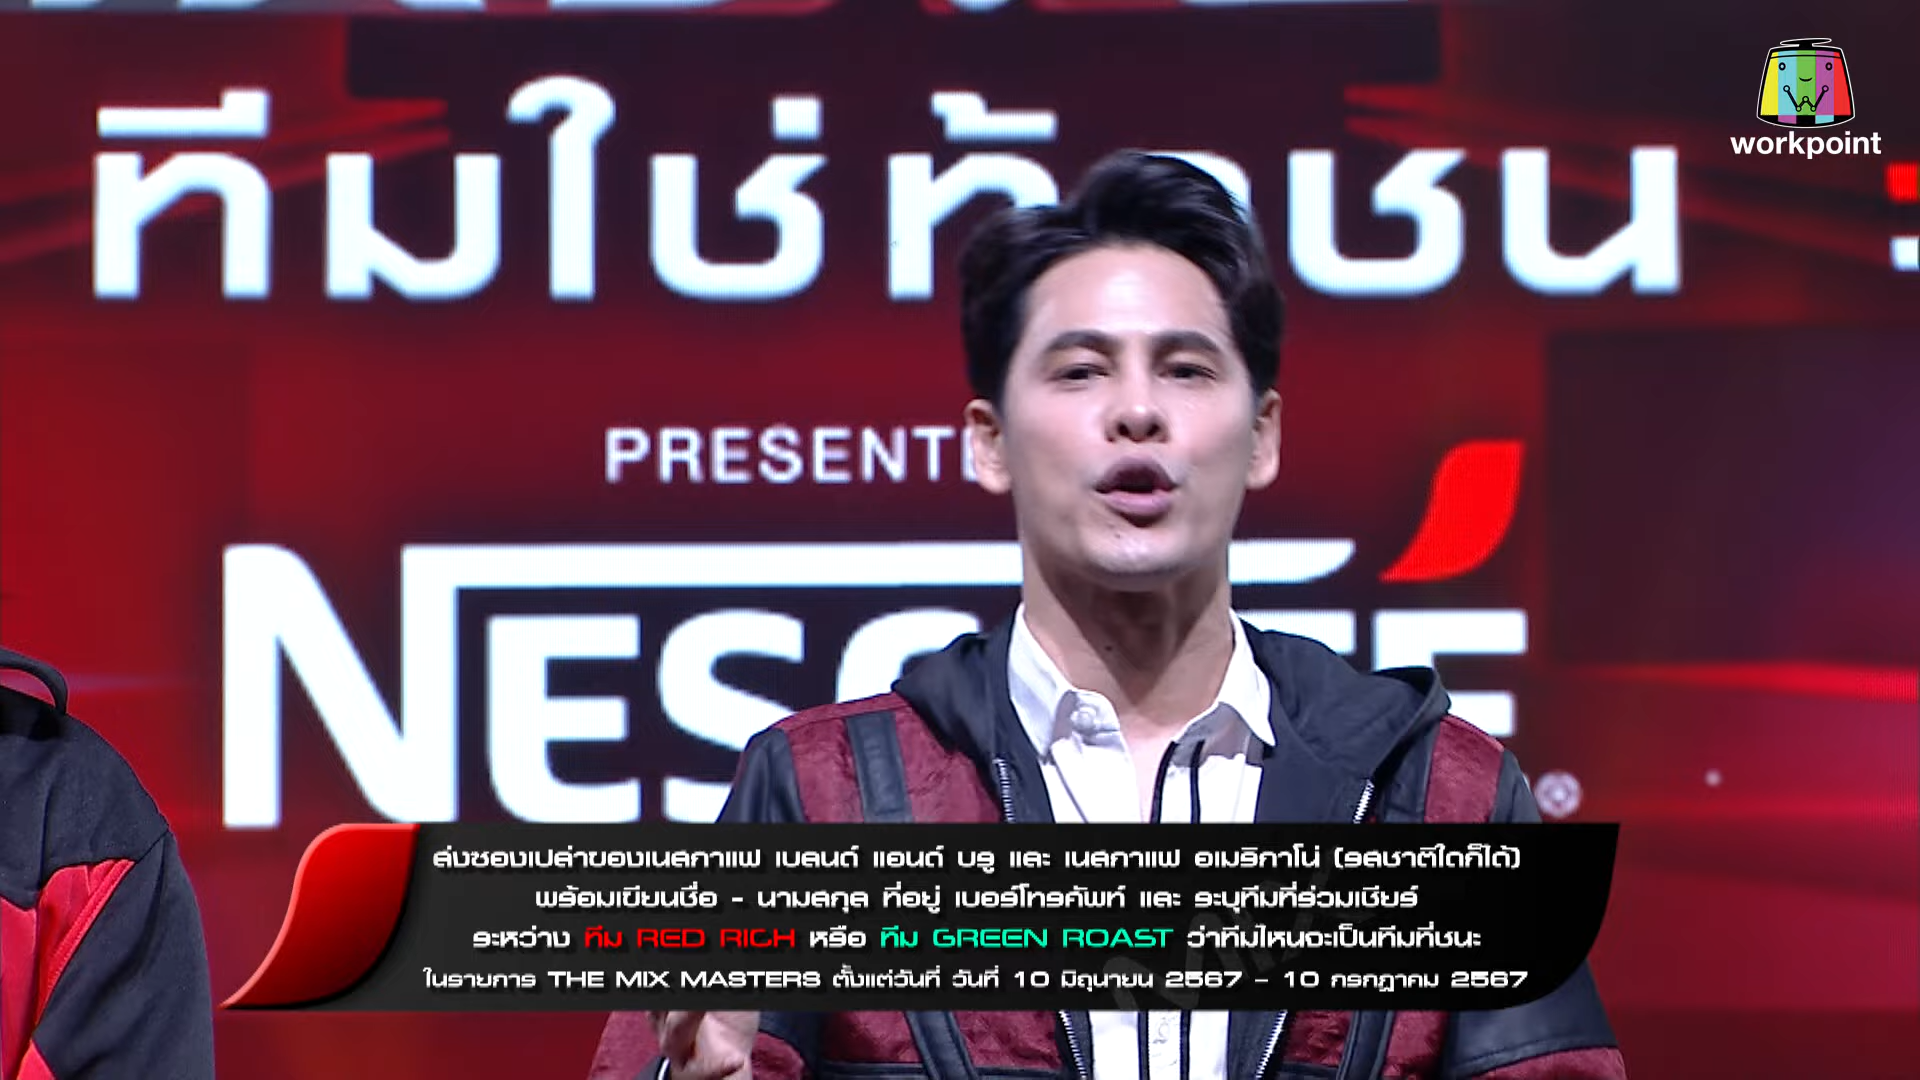 workpoint
ทีมใช่ ชน
PRESENTE
NES
ส่งซองเปล่าของเนสกาแฟ เบลนด์ แอนด์ บรู และ เนสกาแฟ อเมริกาโน่ (รสชาติใดก็ได้)
พร้อมเขียนชื่อ - นามสกุล ที่อยู่ เบอร์โทรศัพท์ และ ระบุทีมที่ร่วมเชียร์
ระหว่าง ทีม RED RICH หรือ ทีม GREEN ROAST ว่าทีมไหนจะเป็นทีมที่ชนะ
ในรายการ THE MIX MASTERS ตั้งแต่วันที่ วันที่ 10 มิถุนายน 2567 – 10 กรกฎาคม 2567